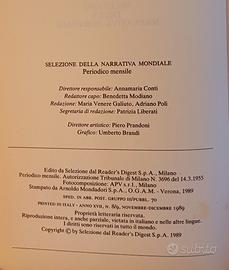 SELEZIONE DELLA NARRATIVA MONDIALE
Periodico mensile
Direttore responsabile: Annamaria Conti
Redattore capo: Benedetta Modiano
Redazione: Maria Venere Galiuto, Adriano Poli
Segretaria di redazione: Patrizia Liberati
Direttore artistico: Piero Prandoni
Grafico: Umberto Brandi
Edito da Selezione dal Reader's Digest S.p.A., Milano
Periodico mensile. Autorizzazione Tribunale di Milano N. 3696 del 14.3.1955
Fotocomposizione: APV s.r.l., Milano
Stampato da Arnoldo Mondadori S.p.A., O.G.A.M. - Verona, 1989
SPED. IN ABB. POST. GRUPPO III/PUBBL. 70
PRINTED IN ITALY - ANNO XVII, n. 8/9, NOVEMBRE-DICEMBRE 1989
Proprietà letteraria riservata.
Riproduzione intera, e anche parziale, vietata in italiano e nelle altre lingue.
I diritti sono riservati in tutto il mondo.
Copyright © by Selezione dal Reader's Digest S.p.A. 1989
subito